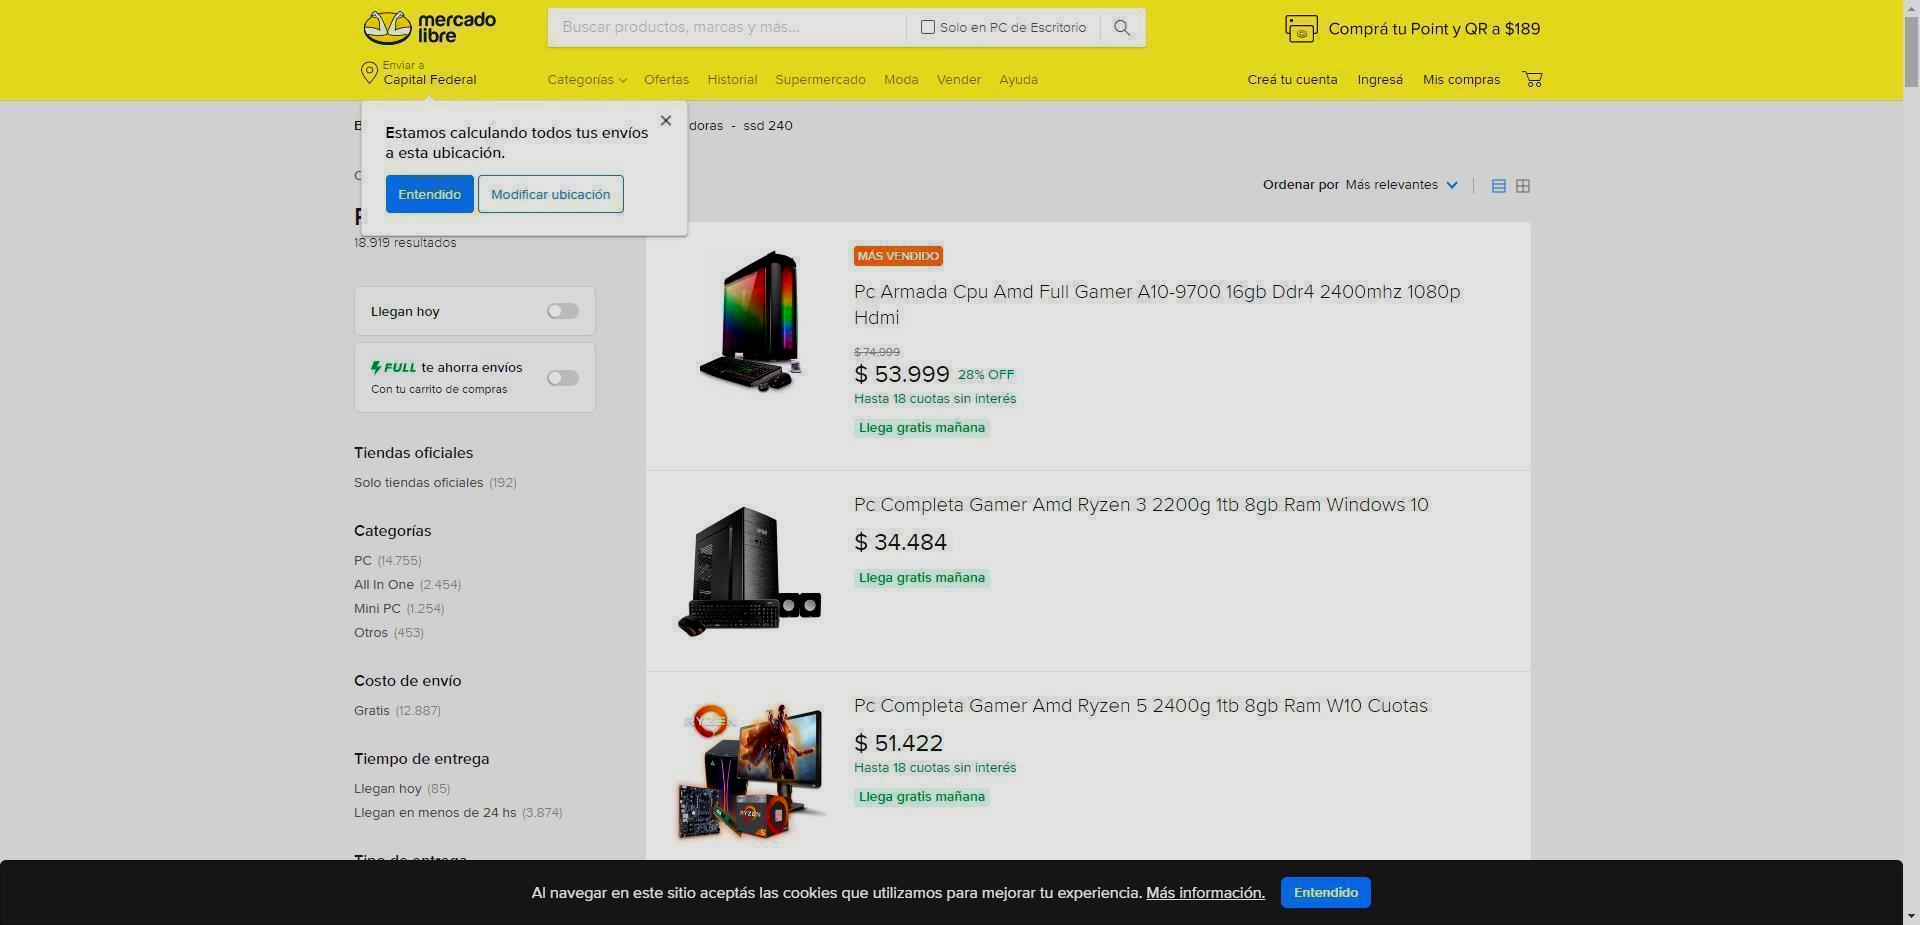 mercado
libre
Buscar productos, marcas y más...
Solo en PC de Escritorio
Comprá tu Point y QR a $189
Enviar a
Capital Federal
Categorías
Ofertas
Historial
Supermercado
Moda
Vender
Ayuda
Creá tu cuenta
Ingresá
Mis compras
doras - ssd 240
Estamos calculando todos tus envíos
a esta ubicación.
Entendido
Modificar ubicación
Ordenar por Más relevantes
18.919 resultados
Llegan hoy
FULL te ahorra envíos
Con tu carrito de compras
Tiendas oficiales
Solo tiendas oficiales (192)
Categorías
PC (14.755)
All In One (2.454)
Mini PC (1.254)
Otros (453)
Costo de envío
Gratis (12.887)
Tiempo de entrega
Llegan hoy (85)
Llegan en menos de 24 hs (3.874)
Tipo de entrega
MÁS VENDIDO
Pc Armada Cpu Amd Full Gamer A10-9700 16gb Ddr4 2400mhz 1080p
Hdmi
$ 74.999
$ 53.999 28% OFF
Hasta 18 cuotas sin interés
Llega gratis mañana
Pc Completa Gamer Amd Ryzen 3 2200g 1tb 8gb Ram Windows 10
$ 34.484
Llega gratis mañana
RYZEN
RYZEN
5
Pc Completa Gamer Amd Ryzen 5 2400g 1tb 8gb Ram W10 Cuotas
$ 51.422
Hasta 18 cuotas sin interés
Llega gratis mañana
Al navegar en este sitio aceptás las cookies que utilizamos para mejorar tu experiencia. Más información.
Entendido